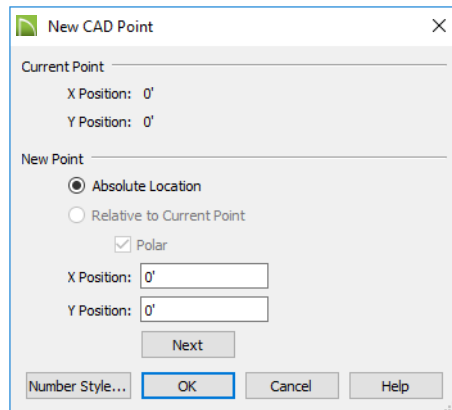 New CAD Point
Current Point
X Position: 0'
Y Position: 0'
New Point
Absolute Location
Relative to Current Point
Polar
X Position: 0'
Y Position: 0'
Next
Number Style... OK Cancel Help